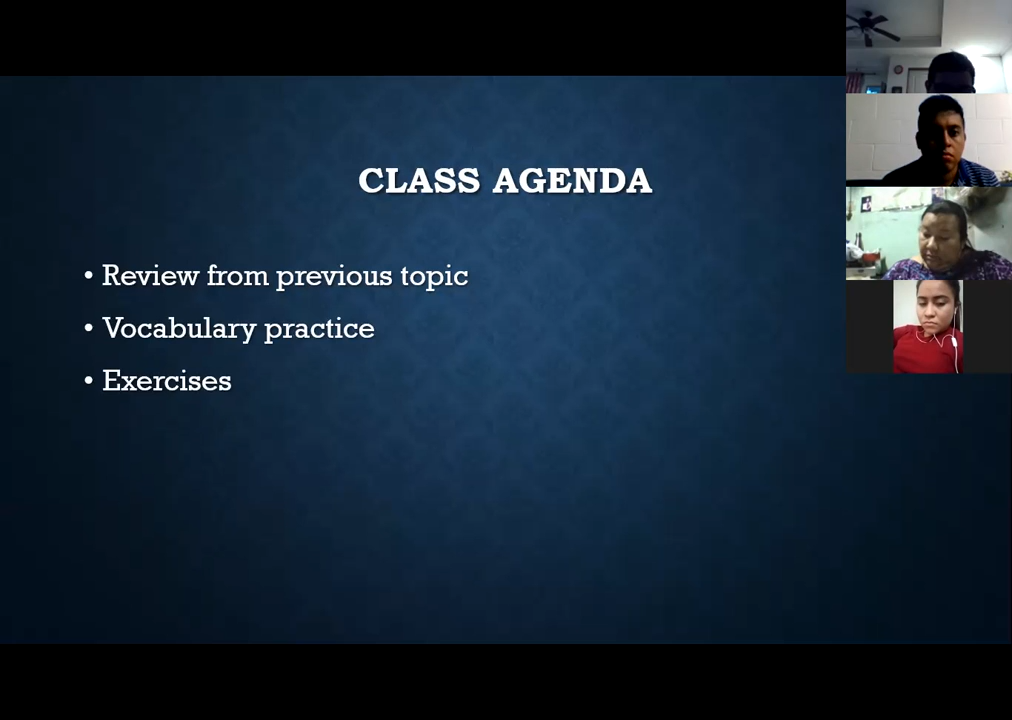 CLASS AGENDA
• Review from previous topic
• Vocabulary practice
• Exercises